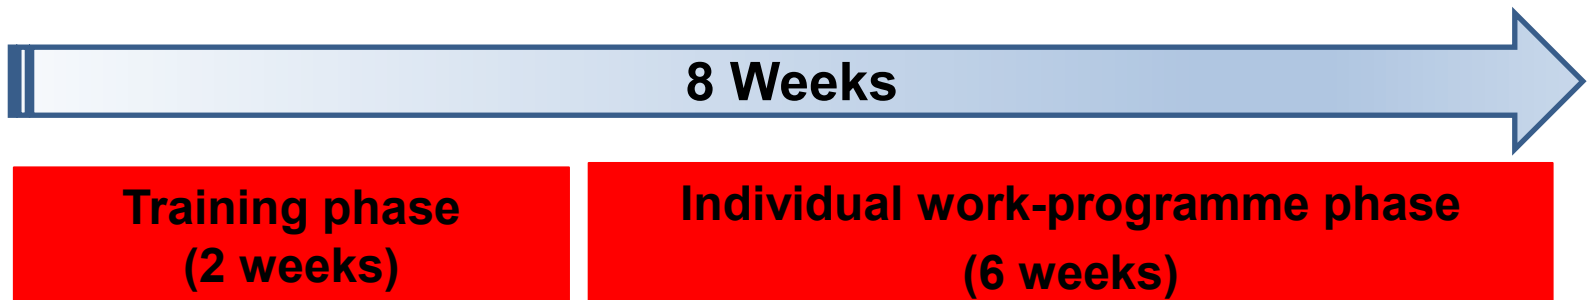 8 Weeks
Training phase
(2 weeks)
Individual work-programme phase
(6 weeks)